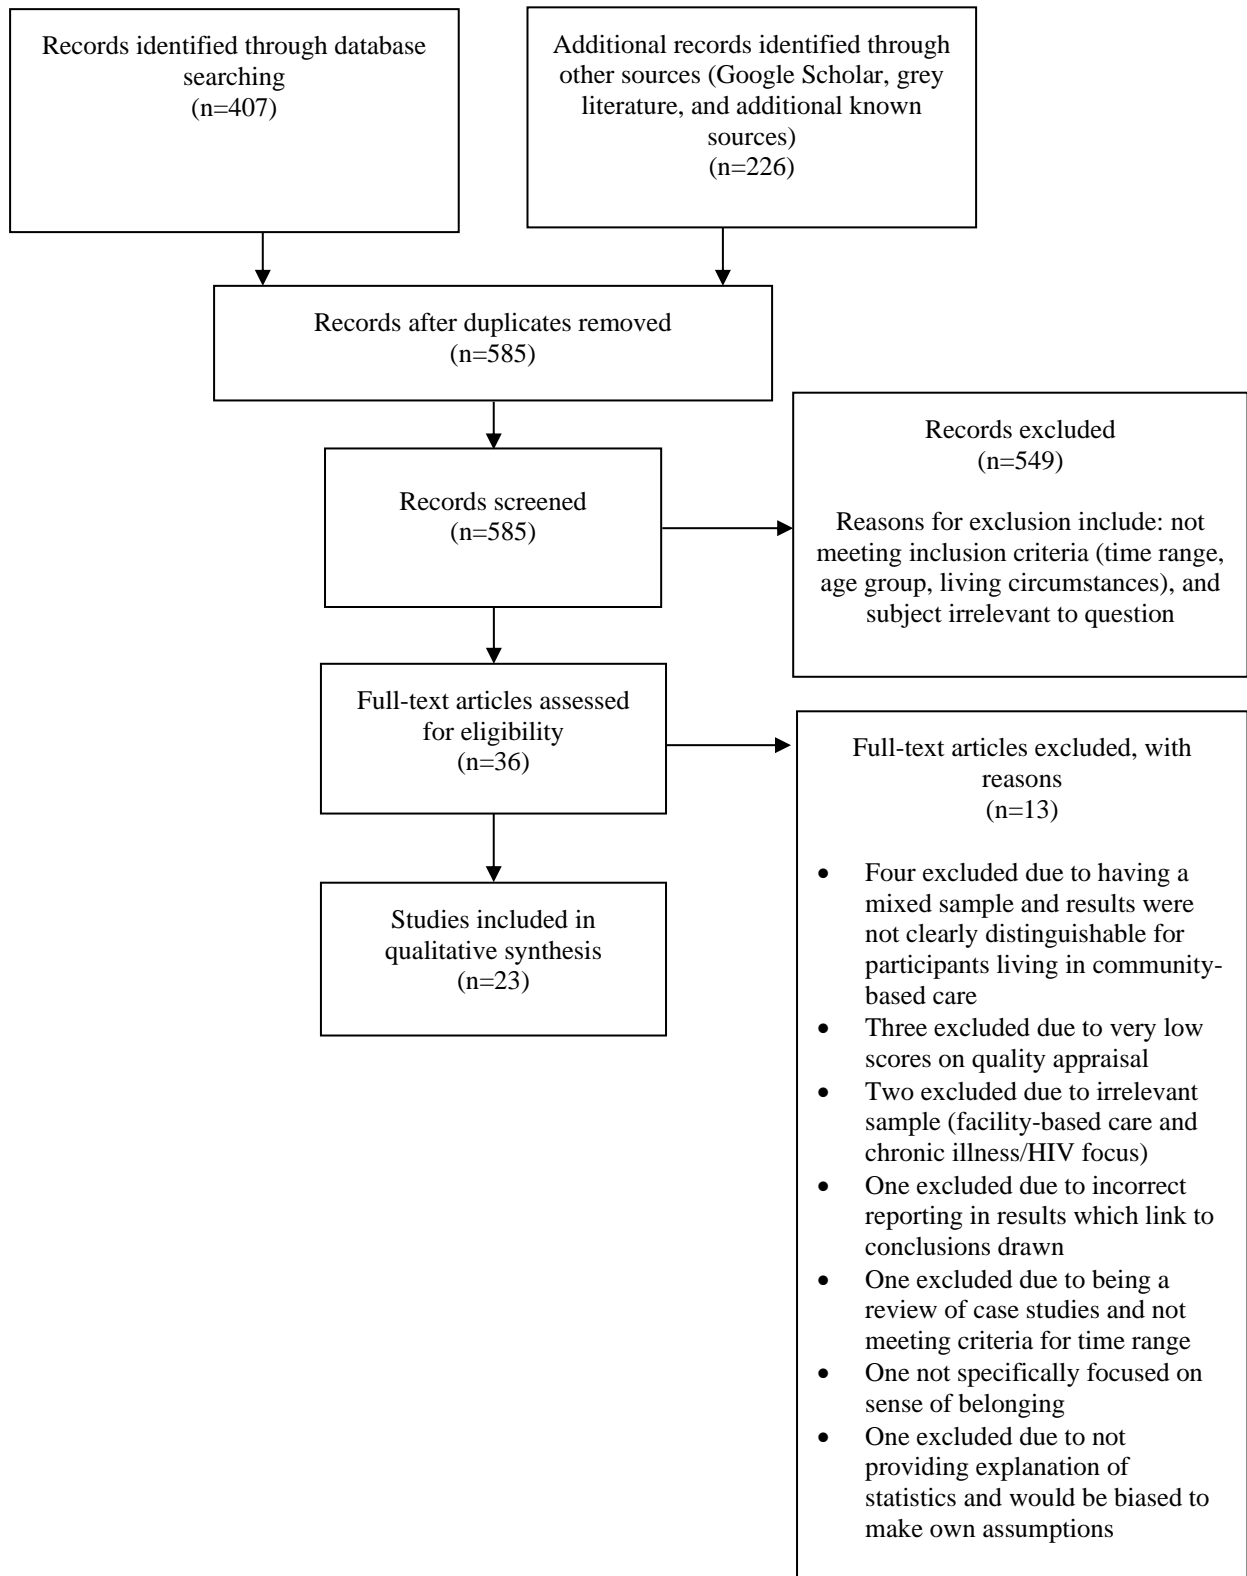 Records identified through database
searching
(n=407)
Additional records identified through
other sources (Google Scholar, grey
literature, and additional known
sources)
(n=226)
Records after duplicates removed
(n=585)
Records screened
(n=585)
Records excluded
(n=549)
Reasons for exclusion include: not
meeting inclusion criteria (time range,
age group, living circumstances), and
subject irrelevant to question
Full-text articles assessed
for eligibility
(n=36)
Full-text articles excluded, with
reasons
(n=13)
• Four excluded due to having a
mixed sample and results were
not clearly distinguishable for
participants living in community-
based care
• Three excluded due to very low
scores on quality appraisal
• Two excluded due to irrelevant
sample (facility-based care and
chronic illness/HIV focus)
• One excluded due to incorrect
reporting in results which link to
conclusions drawn
• One excluded due to being a
review of case studies and not
meeting criteria for time range
• One not specifically focused on
sense of belonging
• One excluded due to not
providing explanation of
statistics and would be biased to
make own assumptions
Studies included in
qualitative synthesis
(n=23)